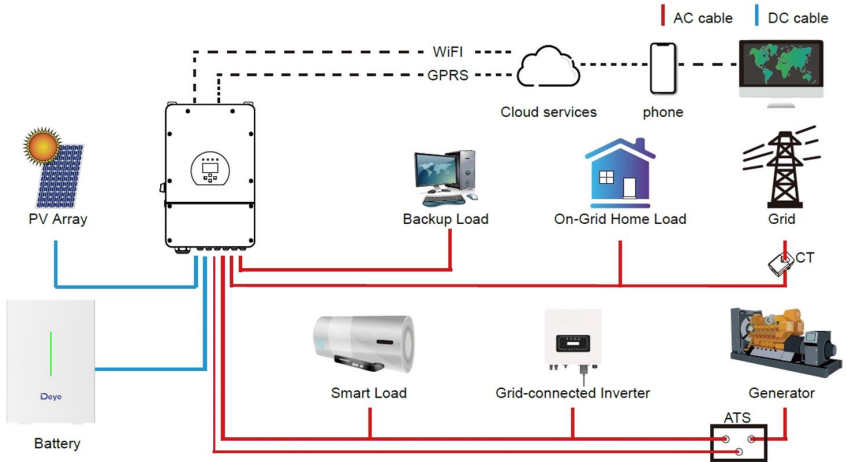 AC cable
DC cable
WiFI
GPRS
Cloud services
phone
PV Array
Backup Load
On-Grid Home Load
Grid
CT
Deye
Smart Load
Grid-connected Inverter
Generator
ATS
Battery